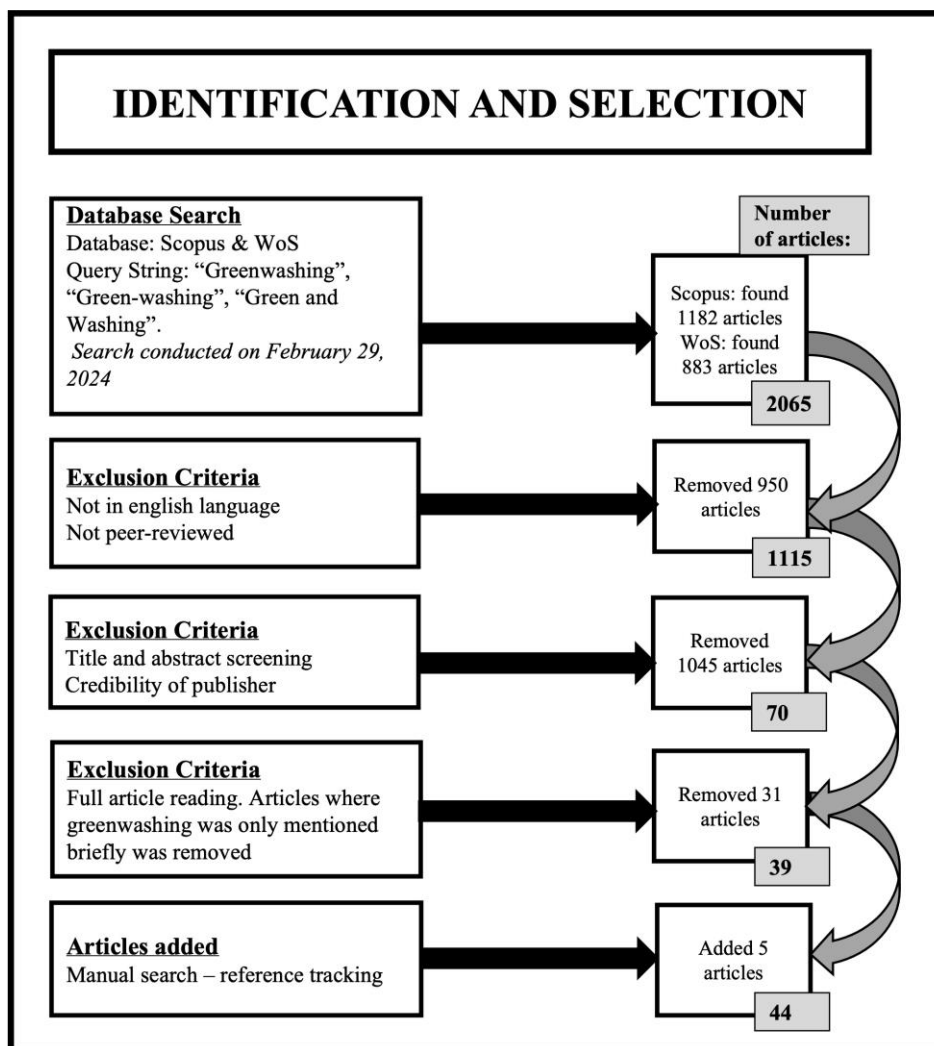 IDENTIFICATION AND SELECTION
Database Search
Database: Scopus & WoS
Query String: “Greenwashing”,
“Green-washing”, “Green and
Washing”.
Search conducted on February 29,
2024
Number
of articles:
Scopus: found
1182 articles
WoS: found
883 articles
2065
Exclusion Criteria
Not in english language
Not peer-reviewed
Removed 950
articles
1115
Exclusion Criteria
Title and abstract screening
Credibility of publisher
Removed
1045 articles
70
Exclusion Criteria
Full article reading. Articles where
greenwashing was only mentioned
briefly was removed
Removed 31
articles
39
Articles added
Manual search – reference tracking
Added 5
articles
44